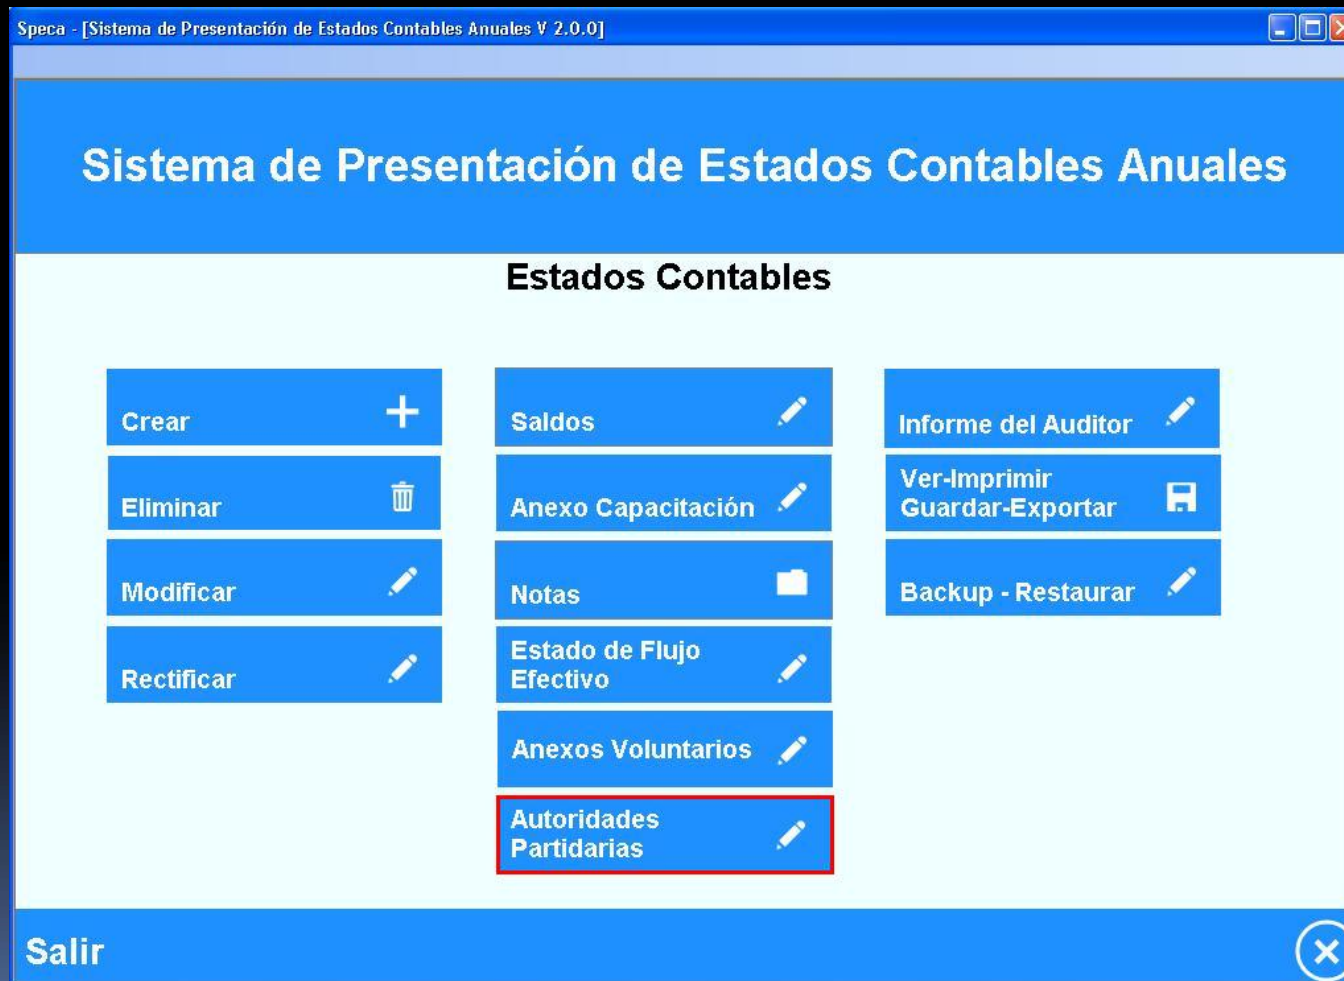 Speca - [Sistema de Presentación de Estados Contables Anuales V 2.0.0]
Sistema de Presentación de Estados Contables Anuales
Estados Contables
Crear
Eliminar
Modificar
Rectificar
Saldos
Anexo Capacitación
Notas
Estado de Flujo
Efectivo
Anexos Voluntarios
Autoridades
Partidarias
Informe del Auditor
Ver-Imprimir
Guardar-Exportar
Backup - Restaurar
Salir